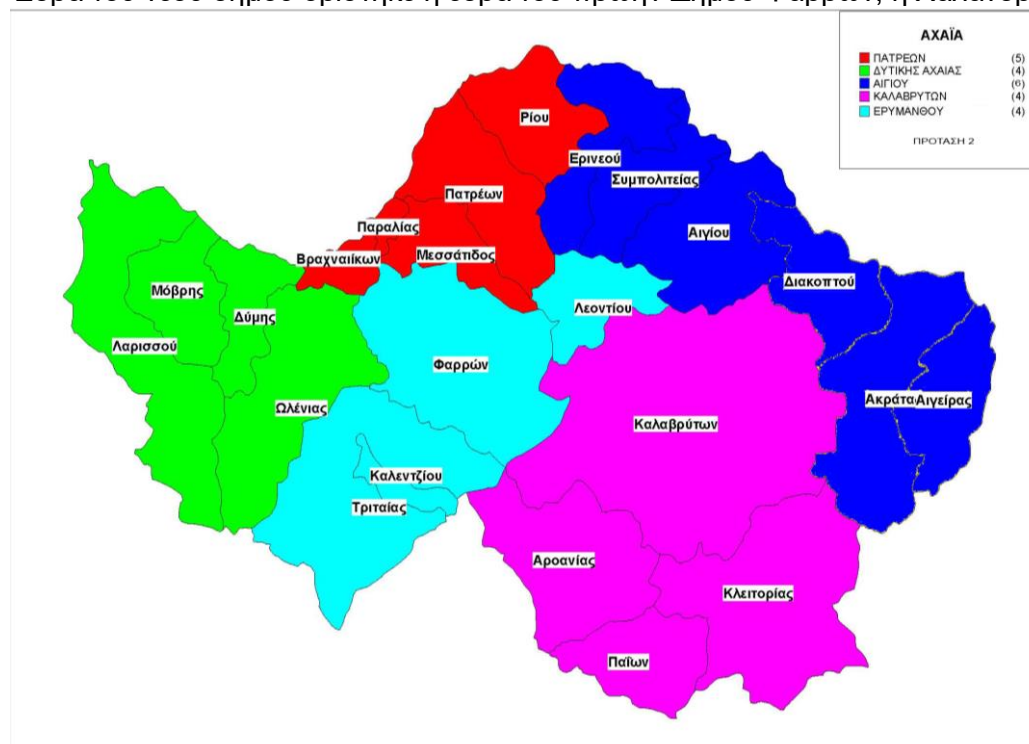 ΑΧΑΪΑ
ΠΑΤΡΕΩΝ (5)
ΔΥΤΙΚΗΣ ΑΧΑΙΑΣ (4)
ΑΙΓΙΟΥ (6)
ΚΑΛΑΒΡΥΤΩΝ (4)
ΕΡΥΜΑΝΘΟΥ (4)
ΠΡΟΤΑΣΗ 2
Ρίου
Ερινεού
Συμπολιτείας
Πατρέων
Παραλίας
Αιγίου
Μεσσάτιδος
Βραχναιίκων
Διακοπτού
Μόβρης
Λεοντίου
Δύμης
Λαρισσού
Φαρρών
Ακράτα
Αιγείρας
Ωλένιας
Καλαβρύτων
Καλεντζίου
Τριταίας
Αροανίας
Κλειτορίας
Παΐων